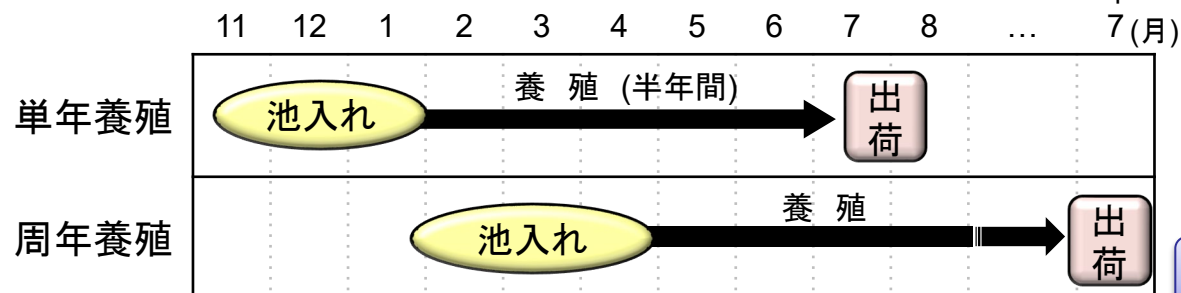 11 12 1 2 3 4 5 6 7 8 … 7 (月)
単年養殖
池入れ
養 殖 (半年間)
出荷
周年養殖
池入れ
養 殖
出荷